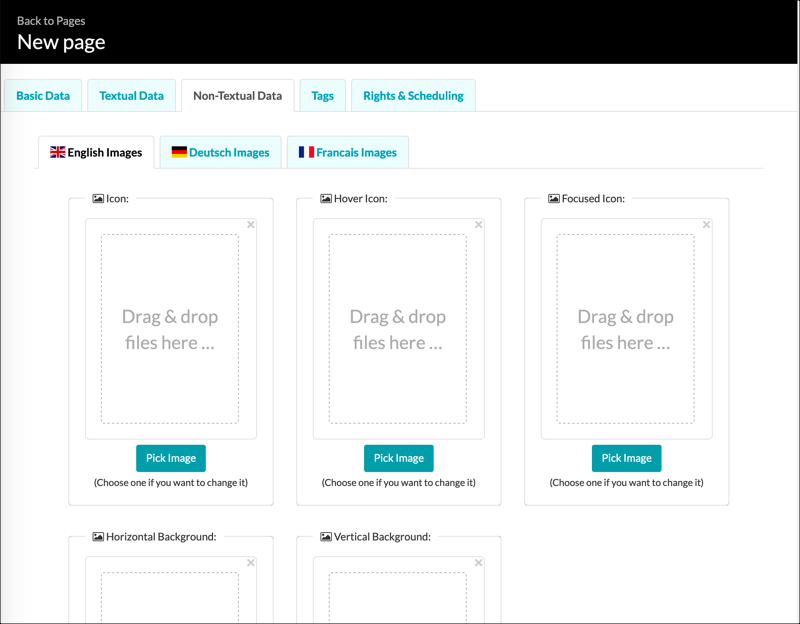 Back to Pages
New page
Basic Data
Textual Data
Non-Textual Data
Tags
Rights & Scheduling
English Images
Deutsch Images
Francais Images
Icon:
Hover Icon:
Focused Icon:
Drag & drop
files here ...
Drag & drop
files here ...
Drag & drop
files here ...
Pick Image
Pick Image
Pick Image
(Choose one if you want to change it)
(Choose one if you want to change it)
(Choose one if you want to change it)
Horizontal Background:
Vertical Background: